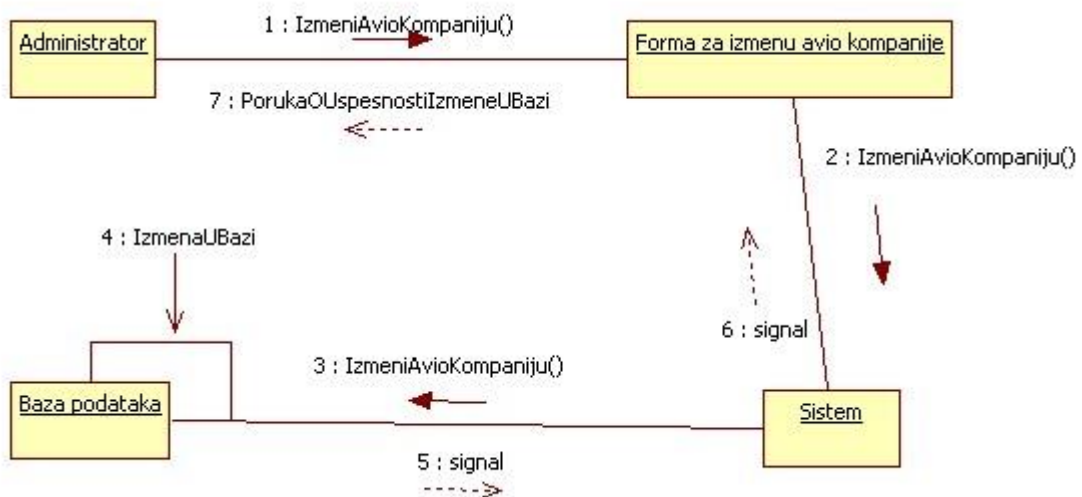 1 : IzmeniAvioKompaniju()
Administrator
Forma za izmenu avio kompanije
7 : PorukaOUspesnostiIzmeneUBazi
2 : IzmeniAvioKompaniju()
4 : IzmenaUBazi
6 : signal
3 : IzmeniAvioKompaniju()
Baza podataka
Sistem
5 : signal